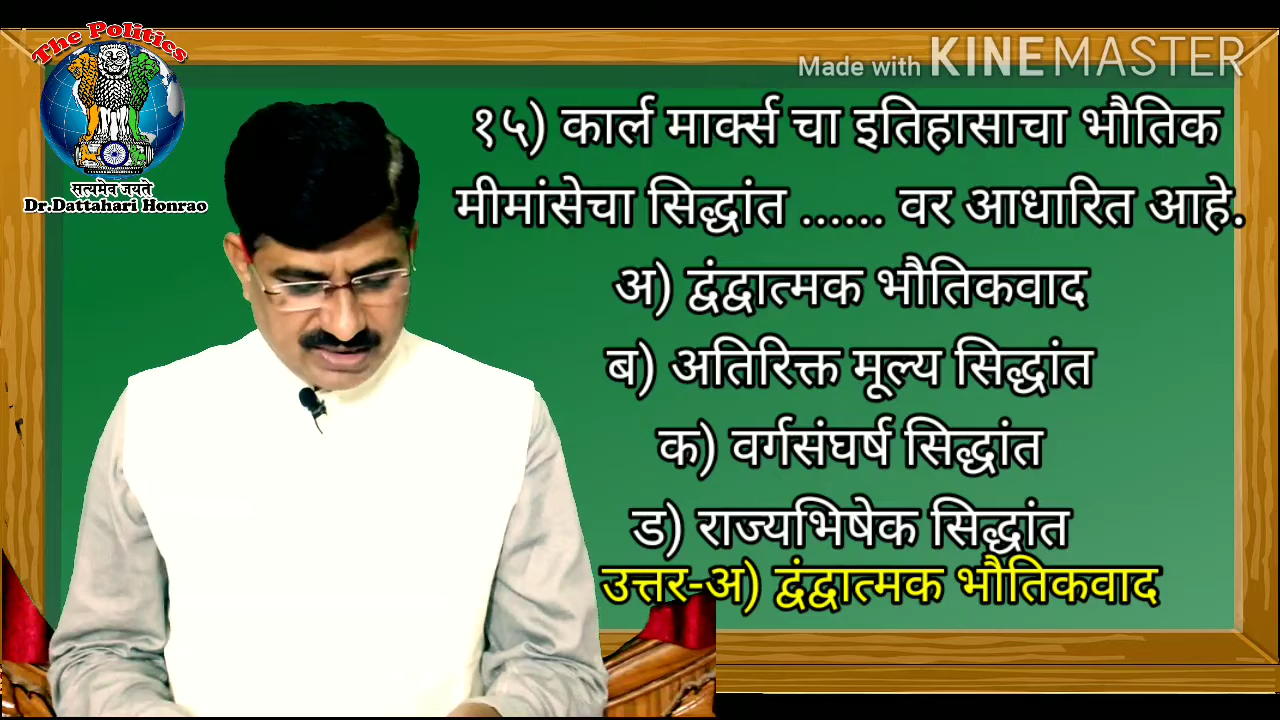 The Politics
सत्यमेव जयते
Dr.Dattahari Honrao
Made with KINEMASTER
१५) कार्ल मार्क्स चा इतिहासाचा भौतिक
मीमांसेचा सिद्धांत ...... वर आधारित आहे.
अ) द्वंद्वात्मक भौतिकवाद
ब) अतिरिक्त मूल्य सिद्धांत
क) वर्गसंघर्ष सिद्धांत
ड) राज्यभिषेक सिद्धांत
उत्तर-अ) द्वंद्वात्मक भौतिकवाद